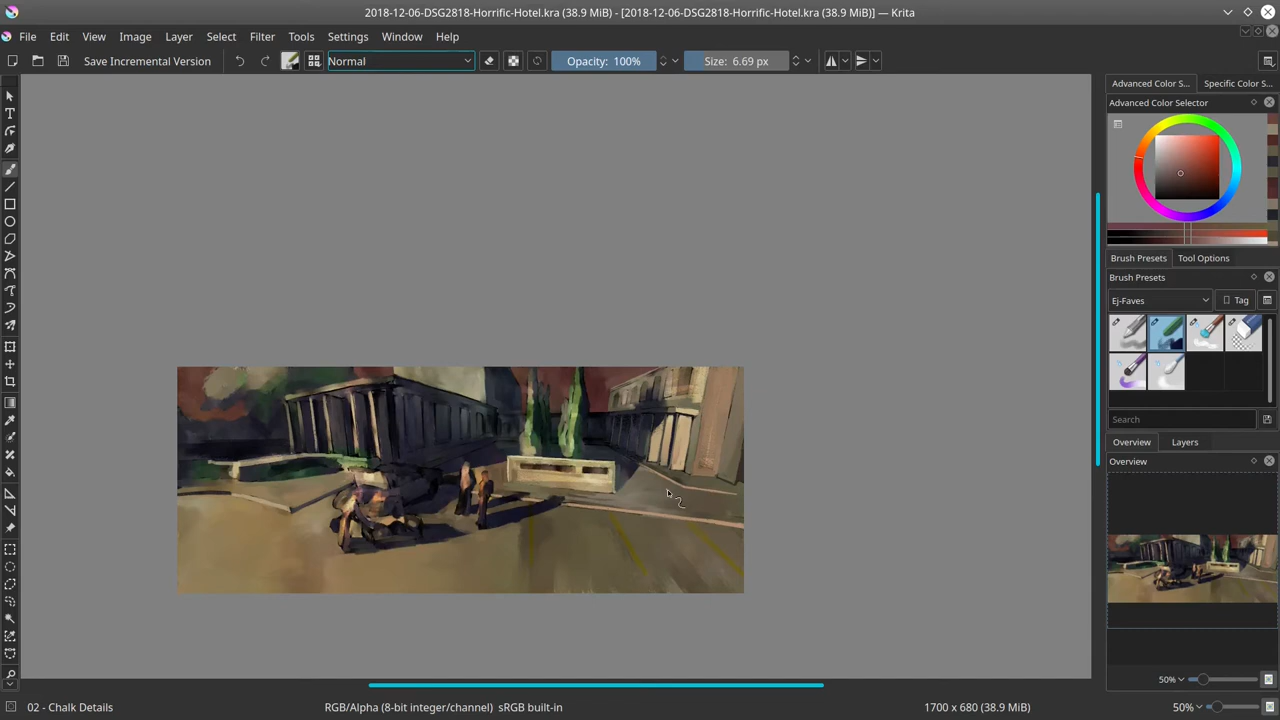 2018-12-06-DSG2818-Horrific-Hotel.kra (38.9 MiB) - [2018-12-06-DSG2818-Horrific-Hotel.kra (38.9 MiB)] — Krita
File Edit View Image Layer Select Filter Tools Settings Window Help
Save Incremental Version Normal Opacity: 100% Size: 6.69 px
Advanced Color S... Specific Color S...
Advanced Color Selector
Brush Presets Tool Options
Brush Presets
Ej-Faves Tag
Search
Overview Layers
Overview
50%
02 - Chalk Details RGB/Alpha (8-bit integer/channel) sRGB built-in 1700 x 680 (38.9 MiB) 50%